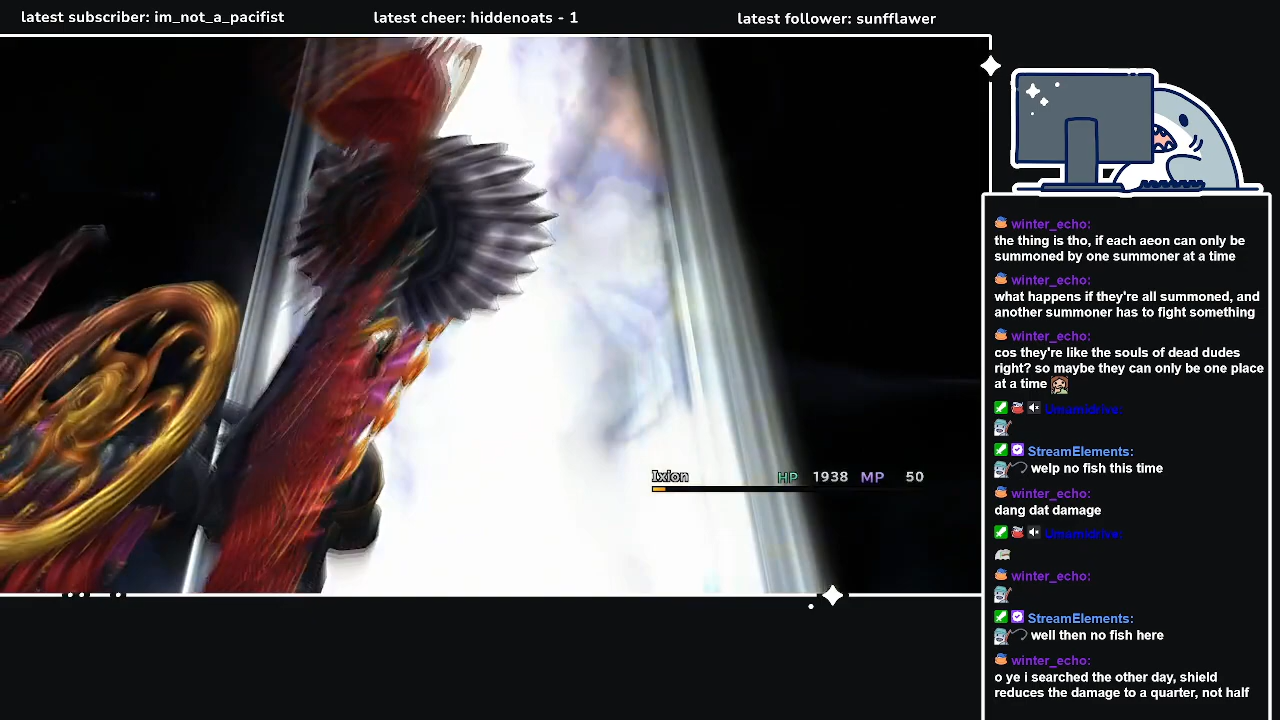 latest subscriber: im_not_a_pacifist
latest cheer: hiddenoats - 1
latest follower: sunfflawer
Ixion HP 1938 MP 50
winter_echo:
the thing is tho, if each aeon can only be
summoned by one summoner at a time
winter_echo:
what happens if they're all summoned, and
another summoner has to fight something
winter_echo:
cos they're like the souls of dead dudes
right? so maybe they can only be one place
at a time
Umamidrive:
StreamElements:
welp no fish this time
winter_echo:
dang dat damage
Umamidrive:
winter_echo:
StreamElements:
well then no fish here
winter_echo:
o ye i searched the other day, shield
reduces the damage to a quarter, not half